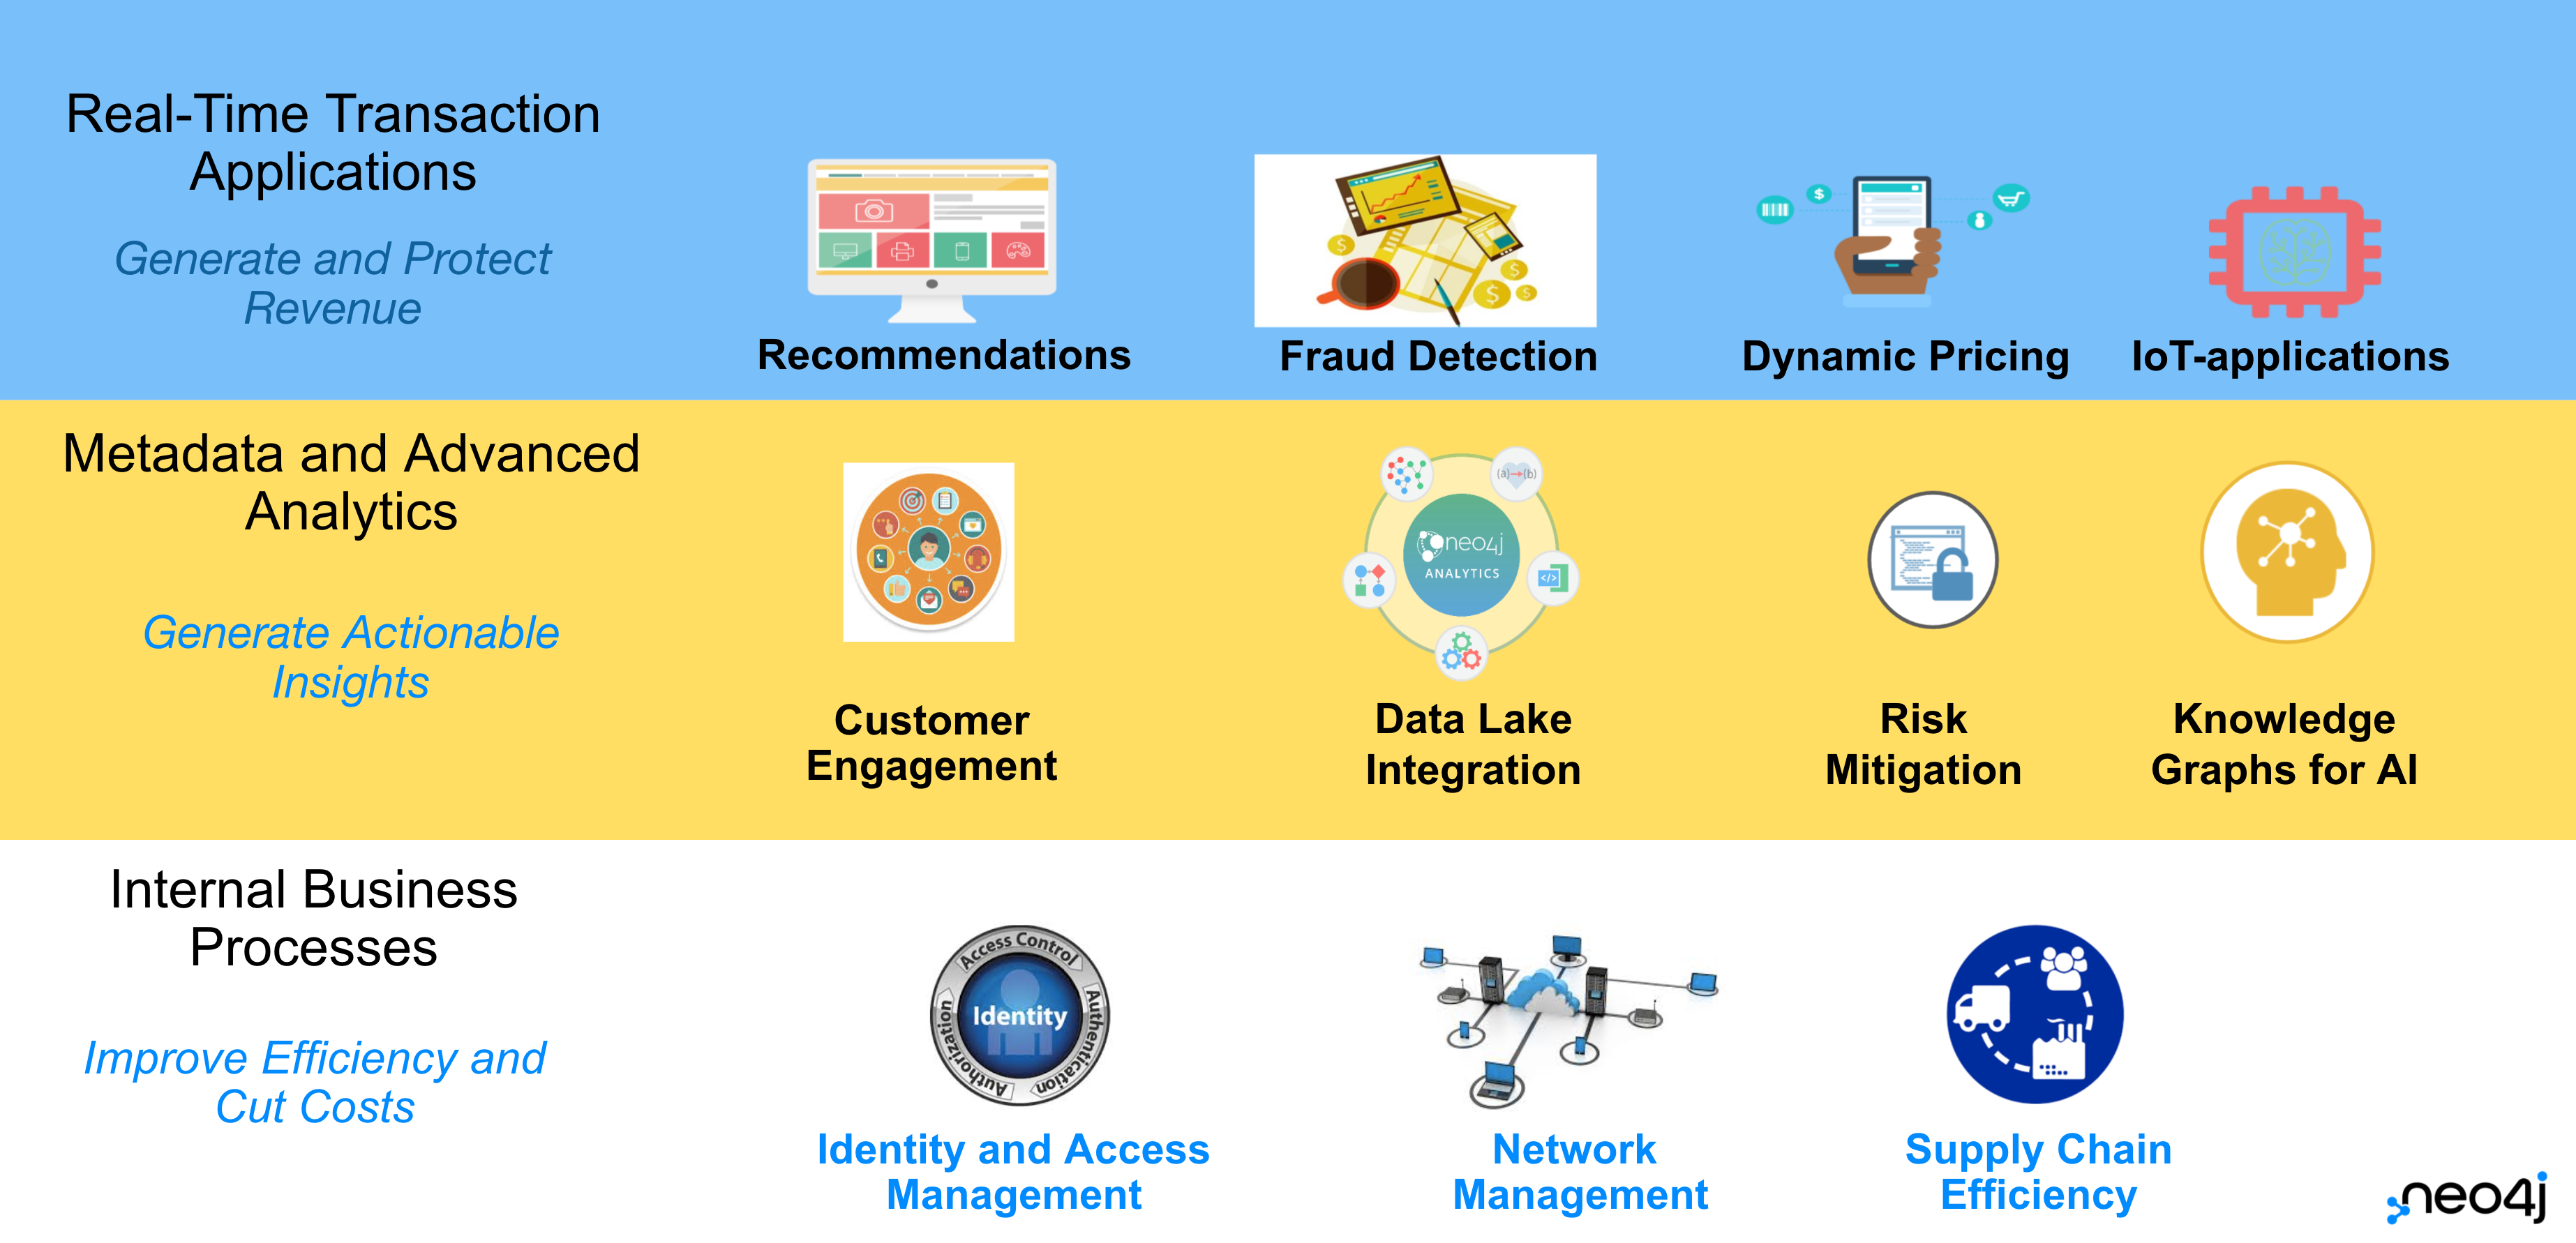 Real-Time Transaction
Applications
Generate and Protect
Revenue
Recommendations
Fraud Detection
Dynamic Pricing
IoT-applications
Metadata and Advanced
Analytics
Generate Actionable
Insights
(a)→(b)
neo4j
ANALYTICS
</>
Customer
Engagement
Data Lake
Integration
Risk
Mitigation
Knowledge
Graphs for AI
Internal Business
Processes
Improve Efficiency and
Cut Costs
Access Control
Authentication
Authorization
Identity
Identity and Access
Management
Network
Management
Supply Chain
Efficiency
neo4j